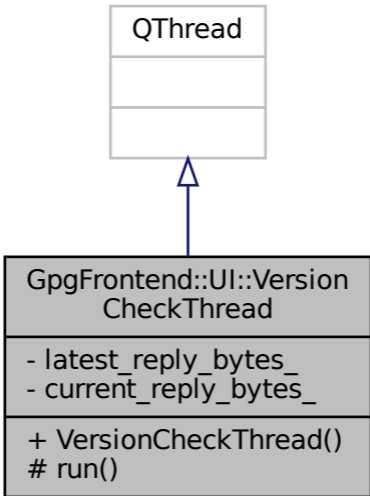 QThread
GpgFrontend::UI::Version
CheckThread
- latest_reply_bytes_
- current_reply_bytes_
+ VersionCheckThread()
# run()